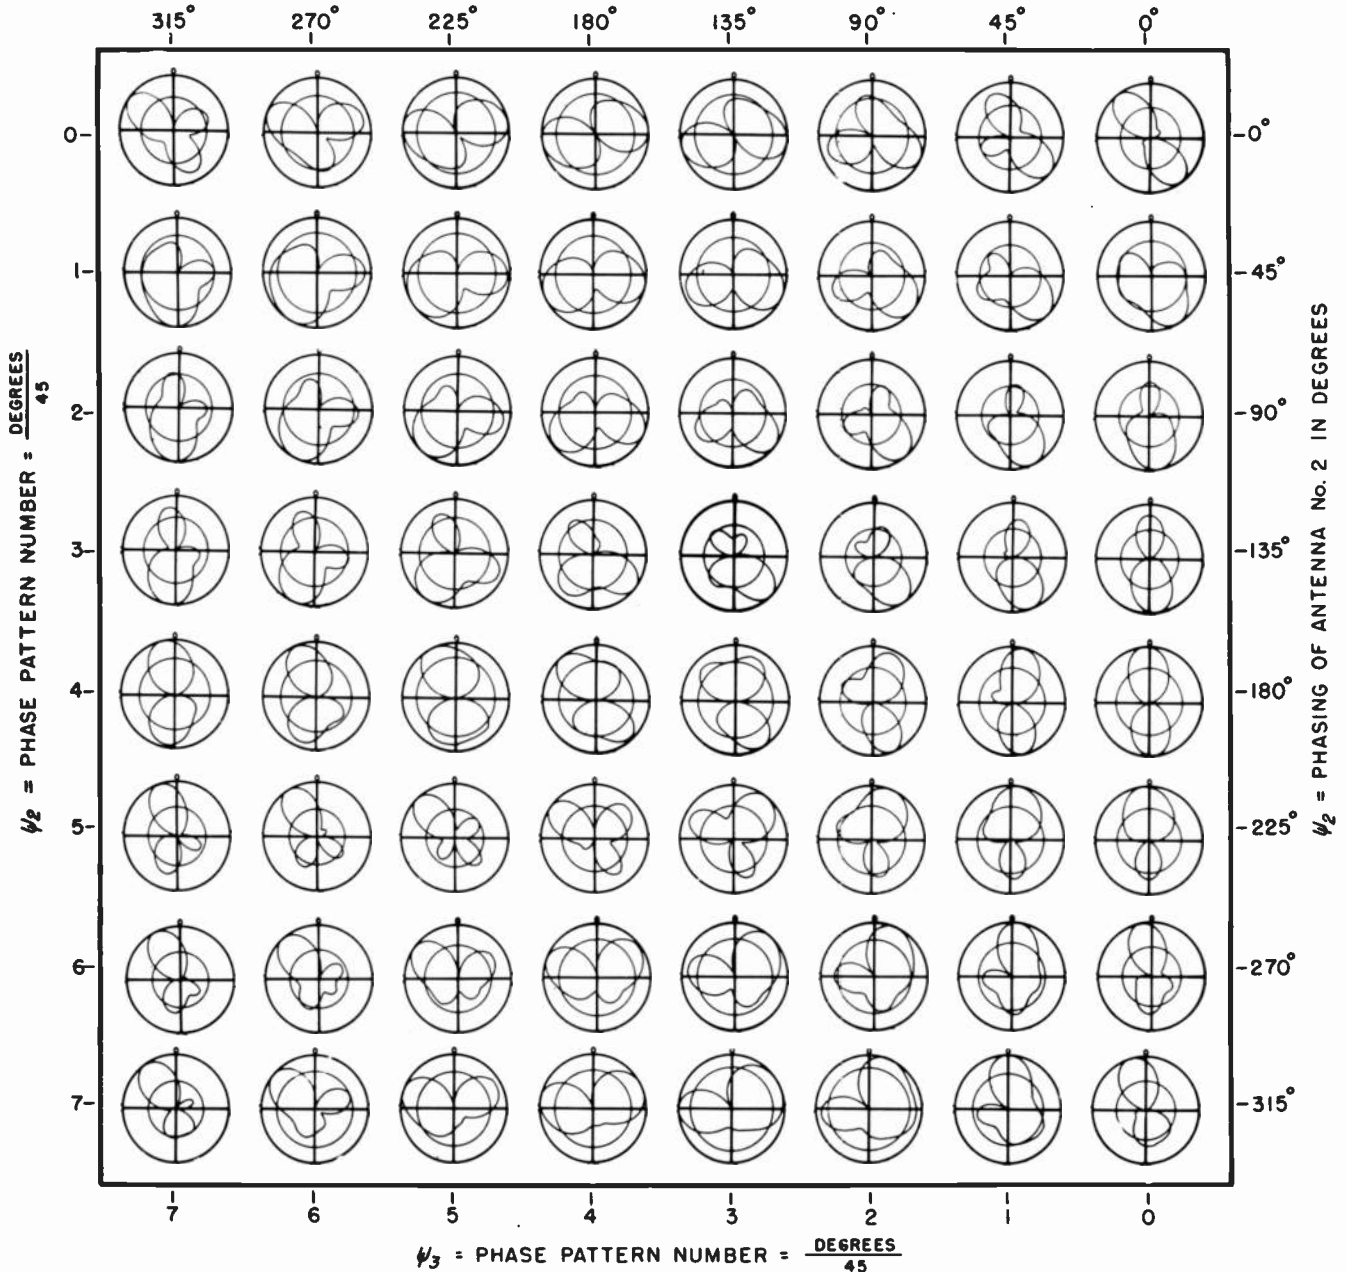 315° 270° 225° 180° 135° 90° 45° 0°
0- -0°
1- -45°
2- -90°
3- -135°
4- -180°
5- -225°
6- -270°
7- -315°
ψ2 = PHASE PATTERN NUMBER = DEGREES
45
ψ2 = PHASING OF ANTENNA No. 2 IN DEGREES
7 6 5 4 3 2 1 0
ψ3 = PHASE PATTERN NUMBER = DEGREES
45